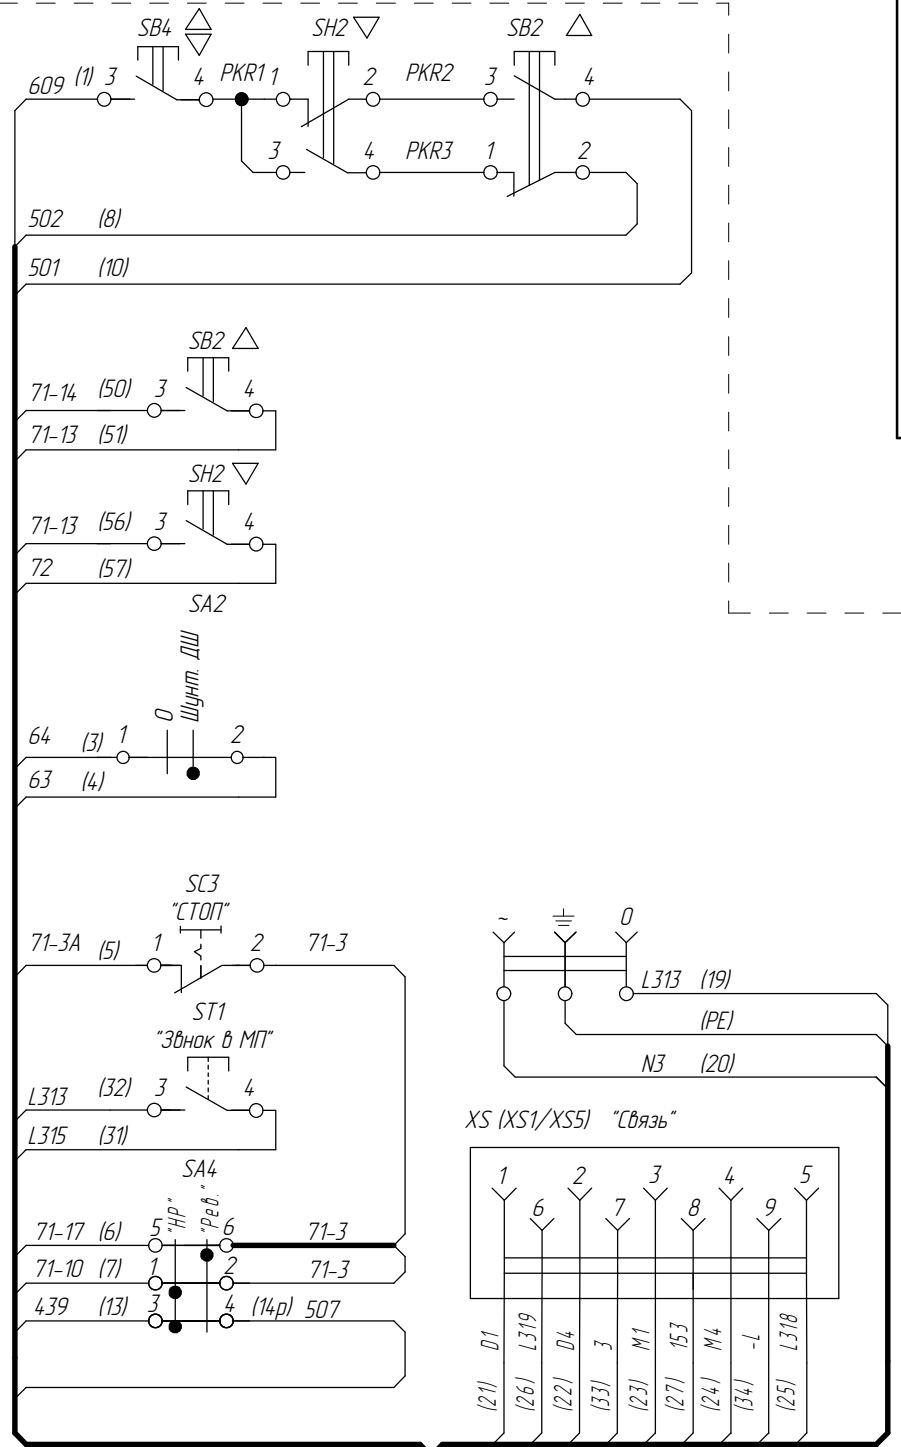 SB4 SH2 SB2
609 (1) 3 4 PKR1 1 2 PKR2 3 4
3 4 PKR3 1 2
502 (8)
501 (10)
SB2
71-14 (50) 3 4
71-13 (51)
SH2
71-13 (56) 3 4
72 (57)
SA2
0 Шунт. ДШ
64 (3) 1 2
63 (4)
SC3
"СТОП"
71-3А (5) 1 2 71-3
ST1
"Звнок в МП"
L313 (32) 3 4
L315 (31)
SA4
"НР" "Рев."
71-17 (6) 5 6 71-3
71-10 (7) 1 2 71-3
439 (13) 3 4 (14р) 507
~ 0
L313 (19)
(PE)
N3 (20)
XS (XS1/XS5) "Связь"
1 2 3 4 5
6 7 8 9
(21) D1
(26) L319
(22) D4
(33) 3
(23) M1
(27) 153
(24) M4
(34) -L
(25) L318